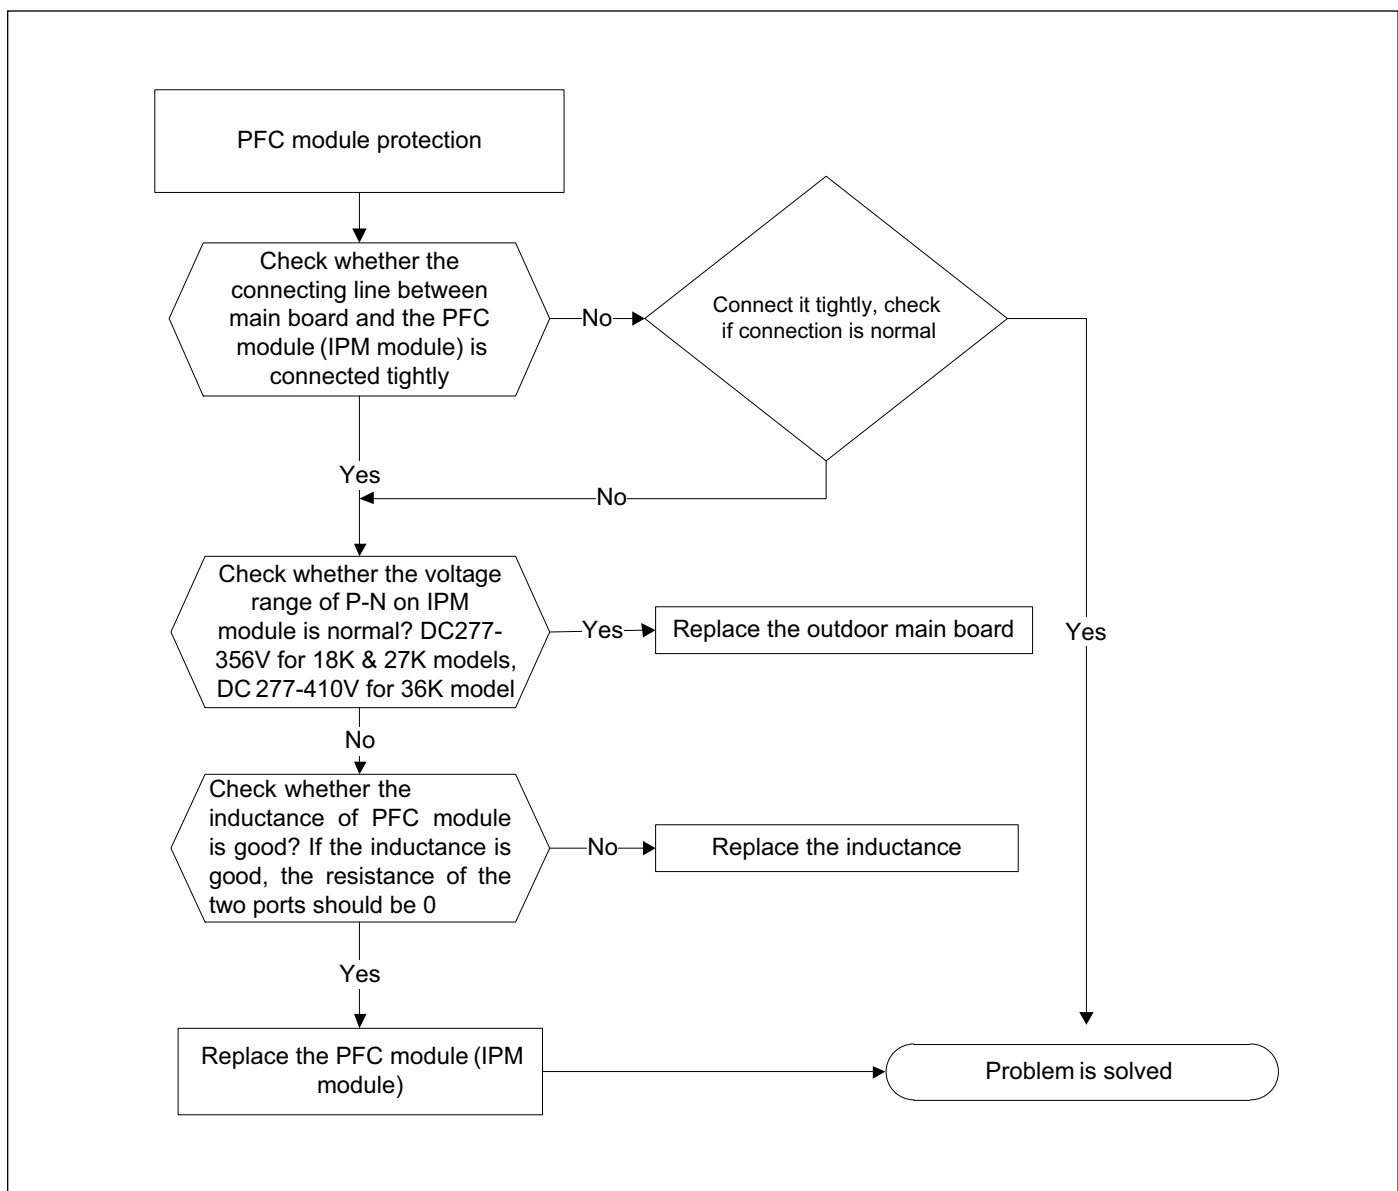 PFC module protection
Check whether the
connecting line between
main board and the PFC
module (IPM module) is
connected tightly
No
Connect it tightly, check
if connection is normal
Yes
No
Check whether the voltage
range of P-N on IPM
module is normal? DC277-
356V for 18K & 27K models,
DC 277-410V for 36K model
Yes
Replace the outdoor main board
Yes
No
Check whether the
inductance of PFC module
is good? If the inductance is
good, the resistance of the
two ports should be 0
No
Replace the inductance
Yes
Replace the PFC module (IPM
module)
Problem is solved